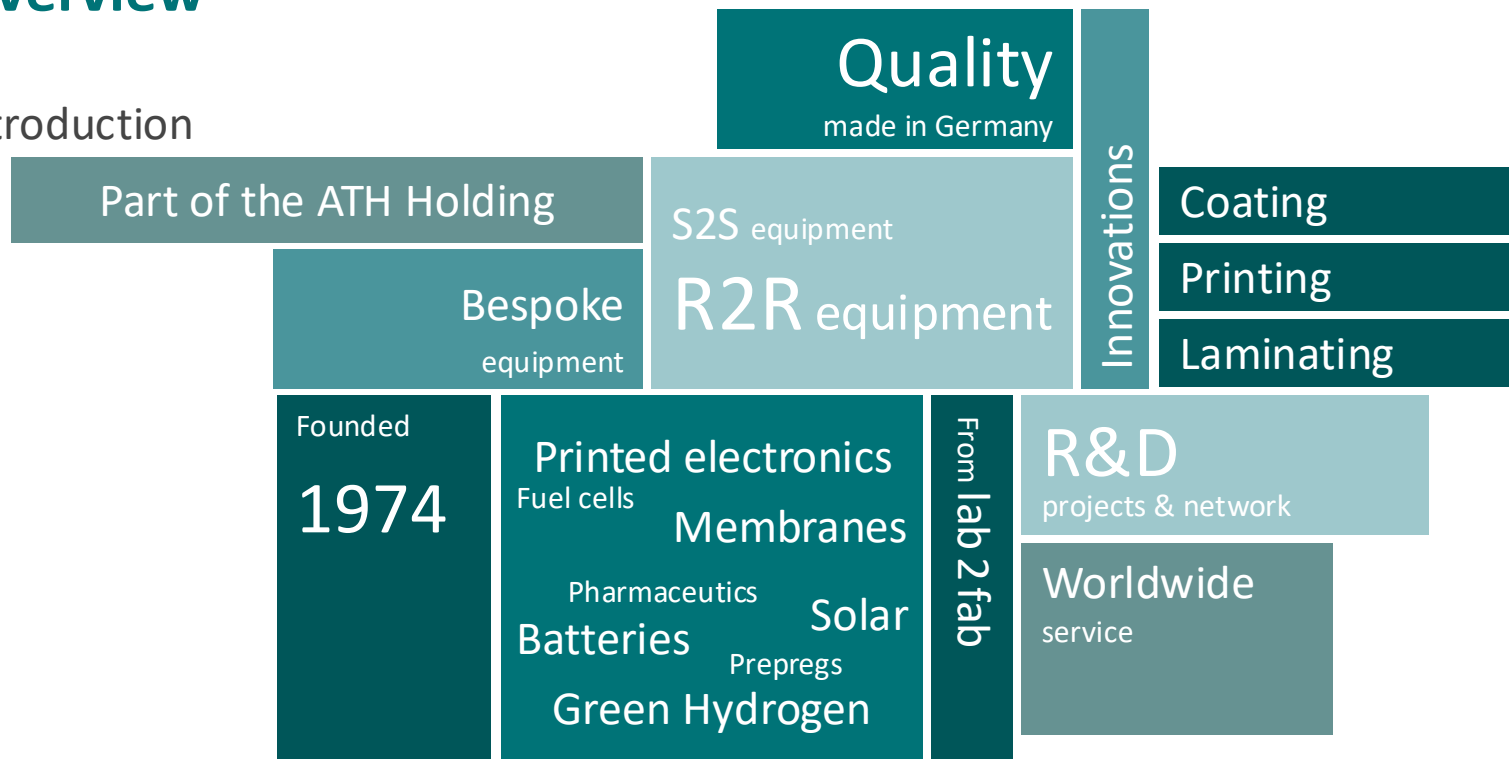 verview
troduction
Quality
made in Germany
Part of the ATH Holding
S2S equipment
R2R equipment
Innovations
Coating
Printing
Laminating
Bespoke
equipment
Founded
1974
Printed electronics
Fuel cells
Membranes
Pharmaceutics
Solar
Batteries
Prepregs
Green Hydrogen
From lab 2 fab
R&D
projects & network
Worldwide
service